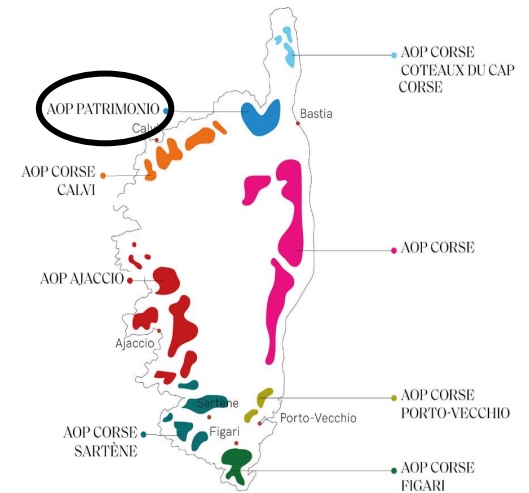 AOP CORSE
COTEAUX DU CAP
CORSE
AOP PATRIMONIO
Bastia
Calvi
AOP CORSE
CALVI
AOP CORSE
AOP AJACCIO
Ajaccio
AOP CORSE
PORTO-VECCHIO
Sartène
Porto-Vecchio
AOP CORSE
SARTÈNE
Figari
AOP CORSE
FIGARI